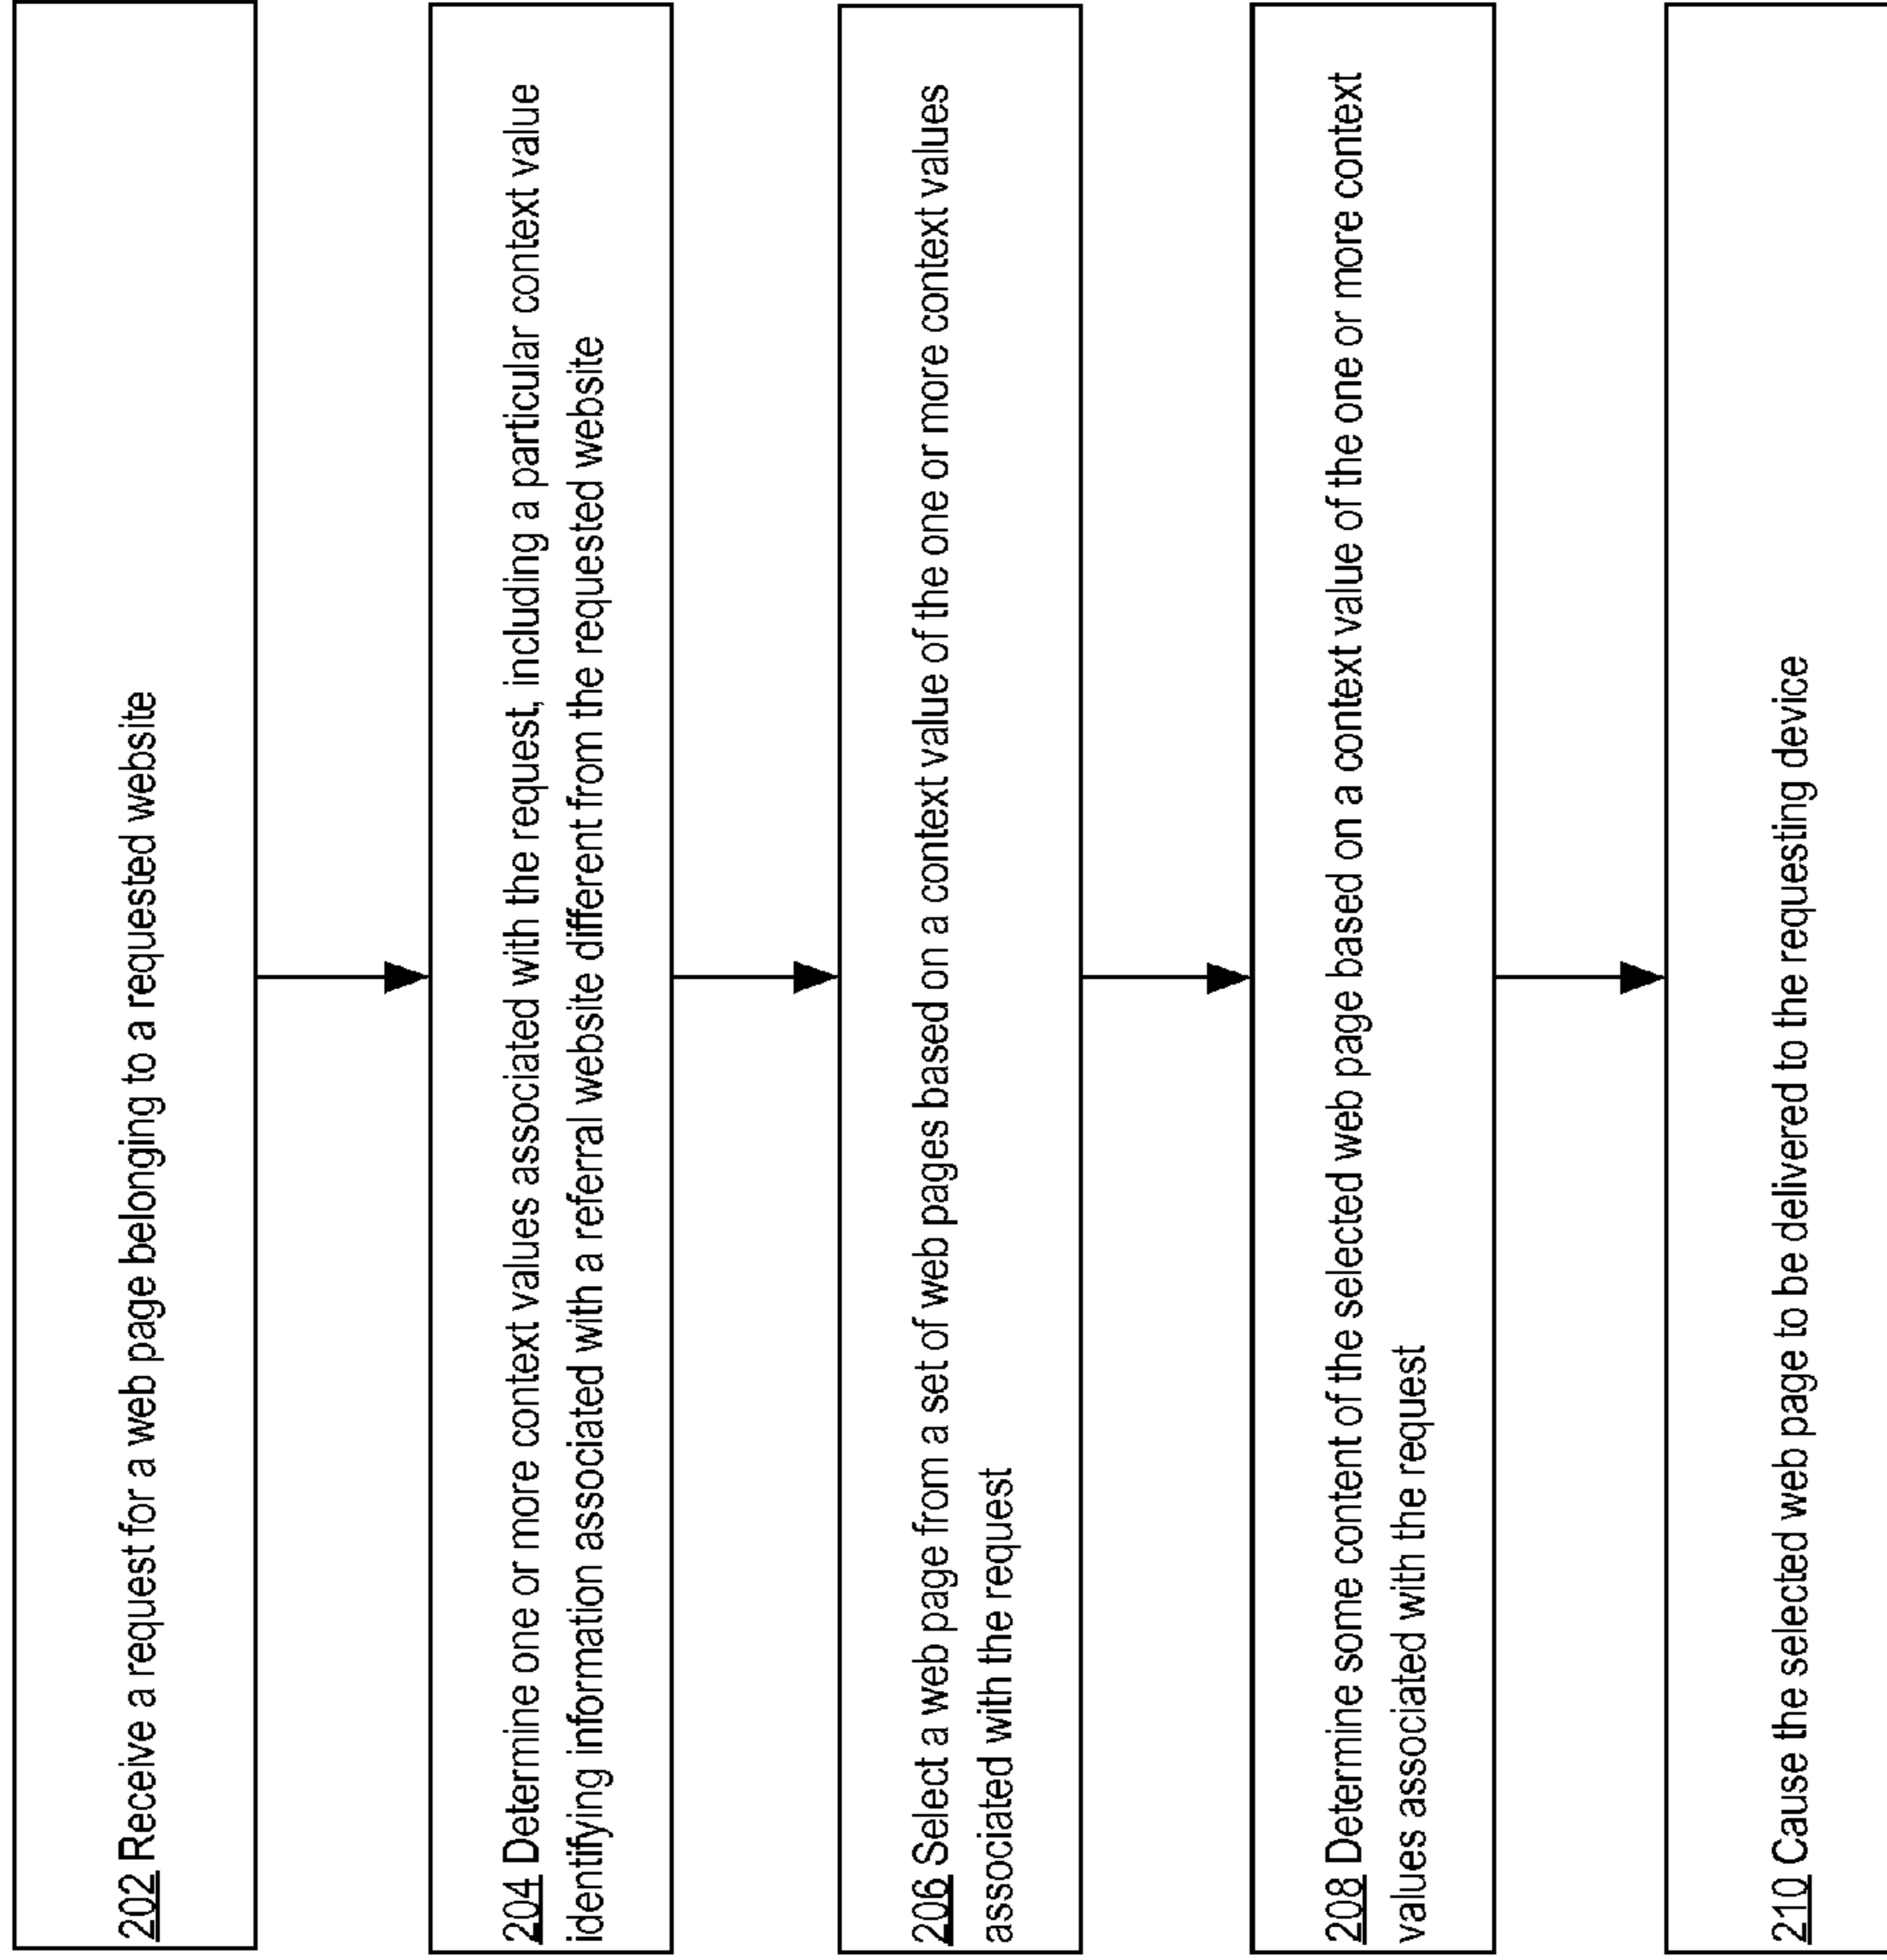 202 Receive a request for a web page belonging to a requested website
204 Determine one or more context values associated with the request, including a particular context value
identifying information associated with a referral website different from the requested website
206 Select a web page from a set of web pages based on a context value of the one or more context values
associated with the request
208 Determine some content of the selected web page based on a context value of the one or more context
values associated with the request
210 Cause the selected web page to be delivered to the requesting device